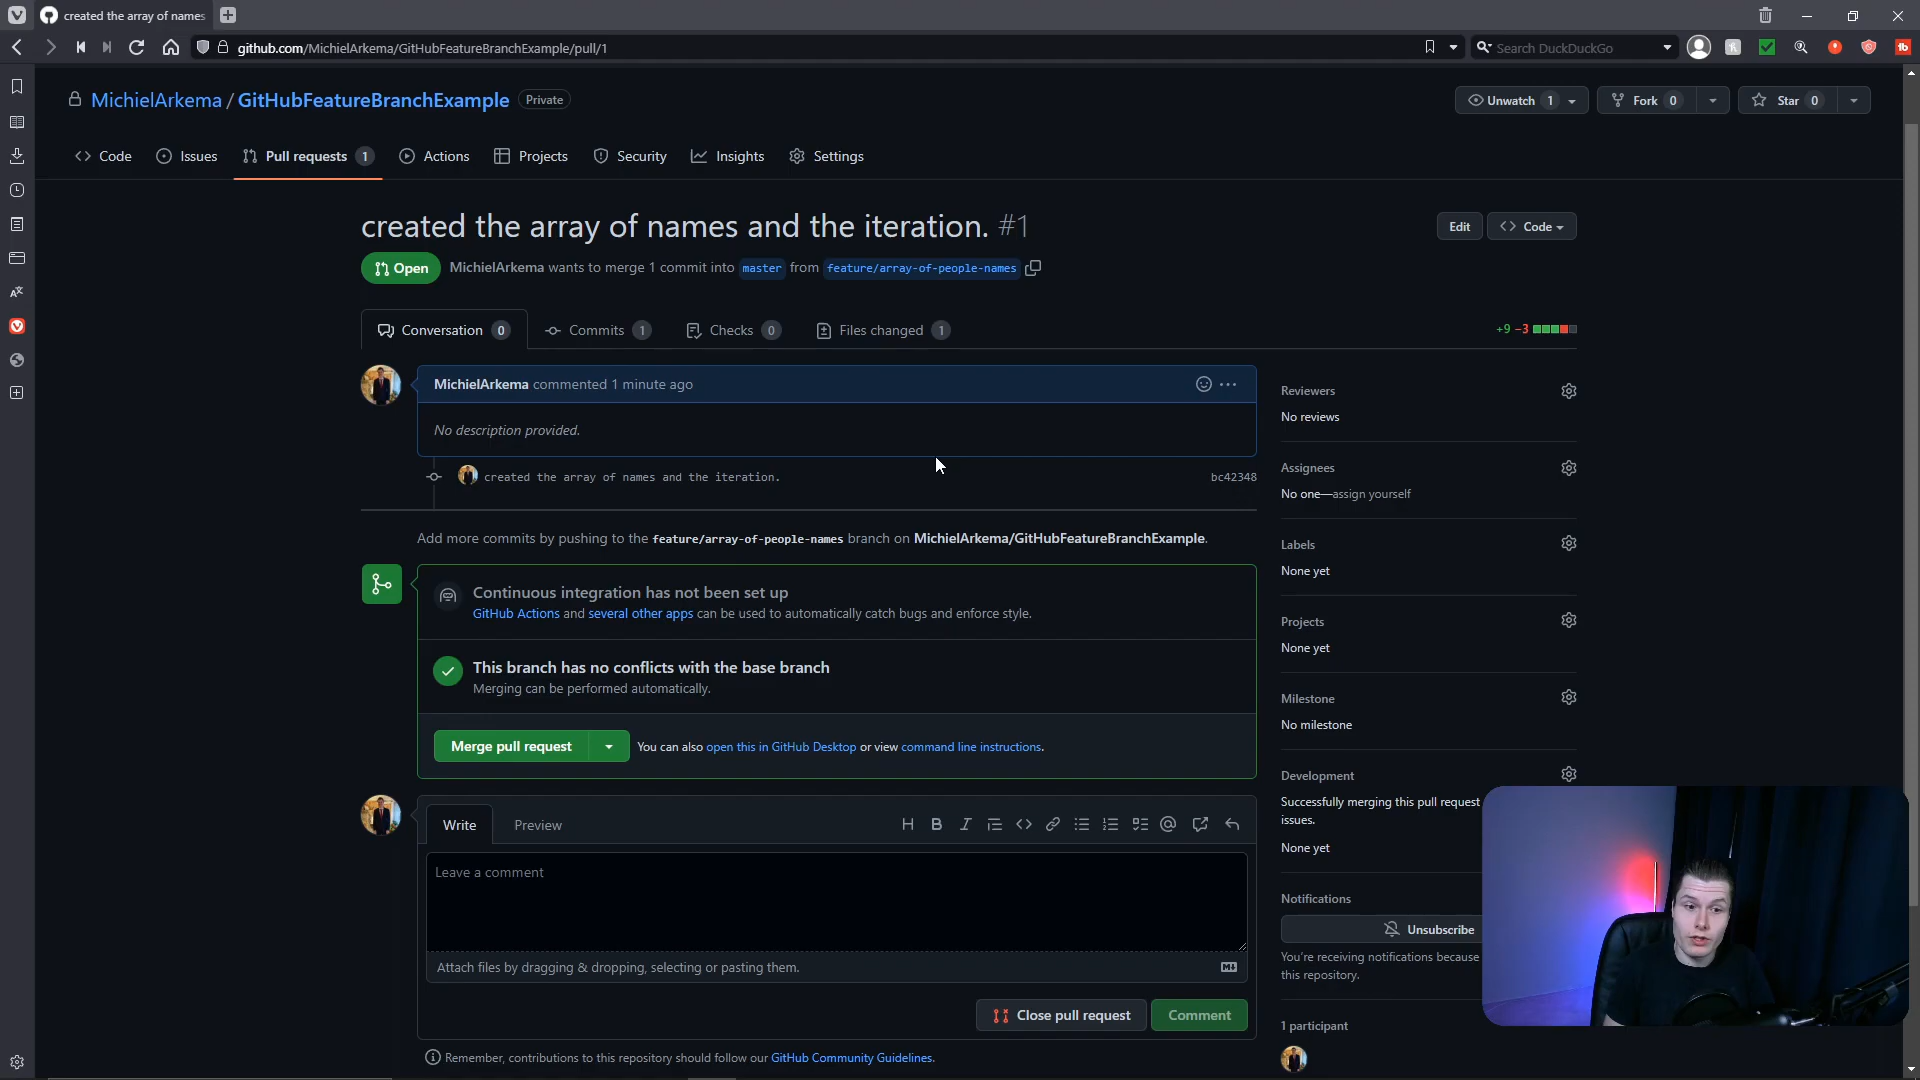 created the array of names
github.com/MichielArkema/GitHubFeatureBranchExample/pull/1
Search DuckDuckGo
MichielArkema / GitHubFeatureBranchExample Private
Unwatch 1
Fork 0
Star 0
Code
Issues
Pull requests 1
Actions
Projects
Security
Insights
Settings
created the array of names and the iteration. #1
Edit
Code
Open
MichielArkema wants to merge 1 commit into master from feature/array-of-people-names
Conversation 0
Commits 1
Checks 0
Files changed 1
+9 −3
MichielArkema commented 1 minute ago
No description provided.
created the array of names and the iteration.
bc42348
Add more commits by pushing to the feature/array-of-people-names branch on MichielArkema/GitHubFeatureBranchExample.
Continuous integration has not been set up
GitHub Actions and several other apps can be used to automatically catch bugs and enforce style.
This branch has no conflicts with the base branch
Merging can be performed automatically.
Merge pull request
You can also open this in GitHub Desktop or view command line instructions.
Write
Preview
H B I
Leave a comment
Attach files by dragging & dropping, selecting or pasting them.
Close pull request
Comment
Remember, contributions to this repository should follow our GitHub Community Guidelines.
Reviewers
No reviews
Assignees
No one—assign yourself
Labels
None yet
Projects
None yet
Milestone
No milestone
Development
Successfully merging this pull request
issues.
None yet
Notifications
Unsubscribe
You're receiving notifications because
this repository.
1 participant